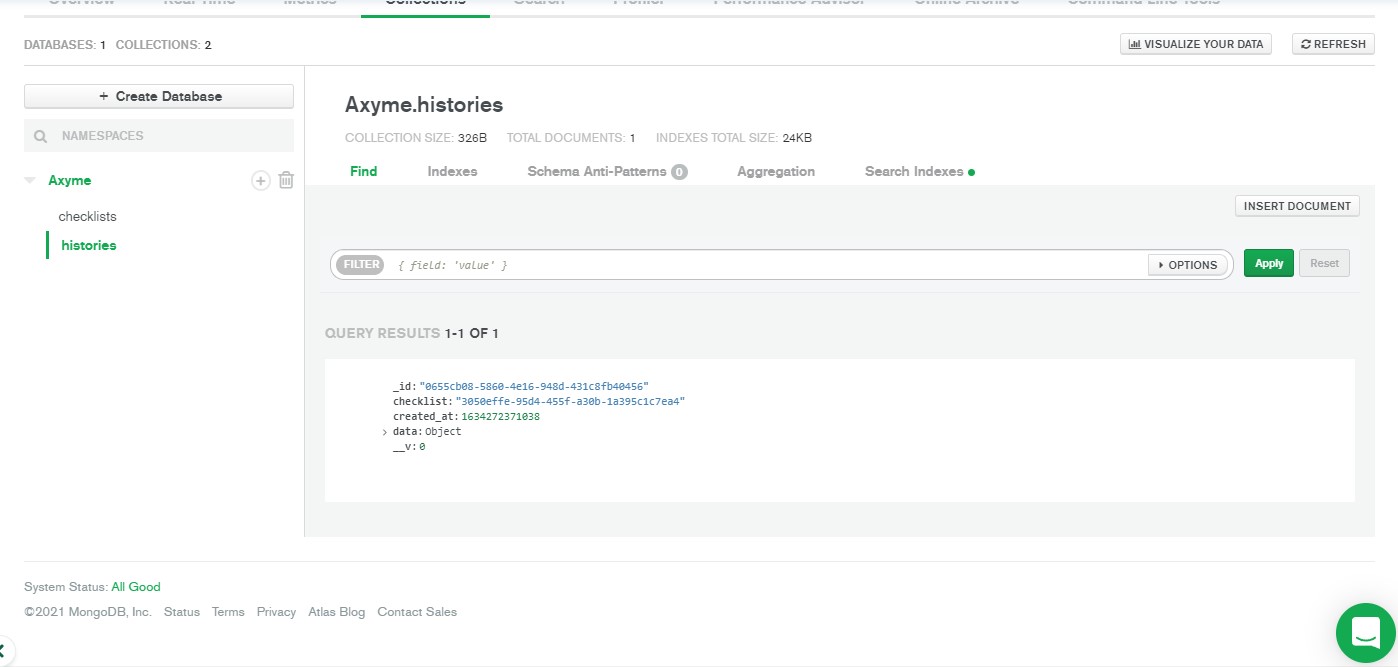 Overview Real Time Metrics Collections Search Profiler Performance Advisor Online Archive Command Line Tools
DATABASES: 1 COLLECTIONS: 2
VISUALIZE YOUR DATA
REFRESH
+ Create Database
NAMESPACES
Axyme
checklists
histories
Axyme.histories
COLLECTION SIZE: 326B TOTAL DOCUMENTS: 1 INDEXES TOTAL SIZE: 24KB
Find Indexes Schema Anti-Patterns 0 Aggregation Search Indexes
INSERT DOCUMENT
FILTER { field: 'value' } OPTIONS Apply Reset
QUERY RESULTS 1-1 OF 1
_id: "0655cb08-5860-4e16-948d-431c8fb40456"
checklist: "3050effe-95d4-455f-a30b-1a395c1c7ea4"
created_at: 1634272371038
data: Object
__v: 0
System Status: All Good
©2021 MongoDB, Inc. Status Terms Privacy Atlas Blog Contact Sales